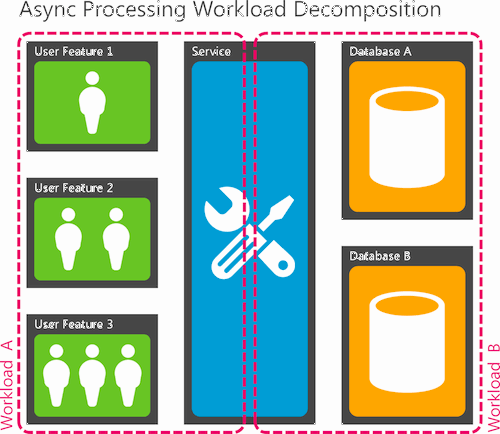 Async Processing Workload Decomposition
User Feature 1
Service
Database A
User Feature 2
Database B
User Feature 3
Workload A
Workload B